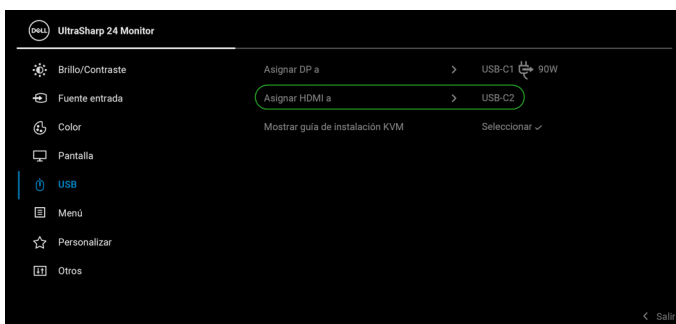 DELL UltraSharp 24 Monitor
Brillo/Contraste
Asignar DP a > USB-C1 90W
Fuente entrada
Asignar HDMI a > USB-C2
Color
Mostrar guía de instalación KVM Seleccionar ✓
Pantalla
USB
Menú
Personalizar
Otros
< Salir